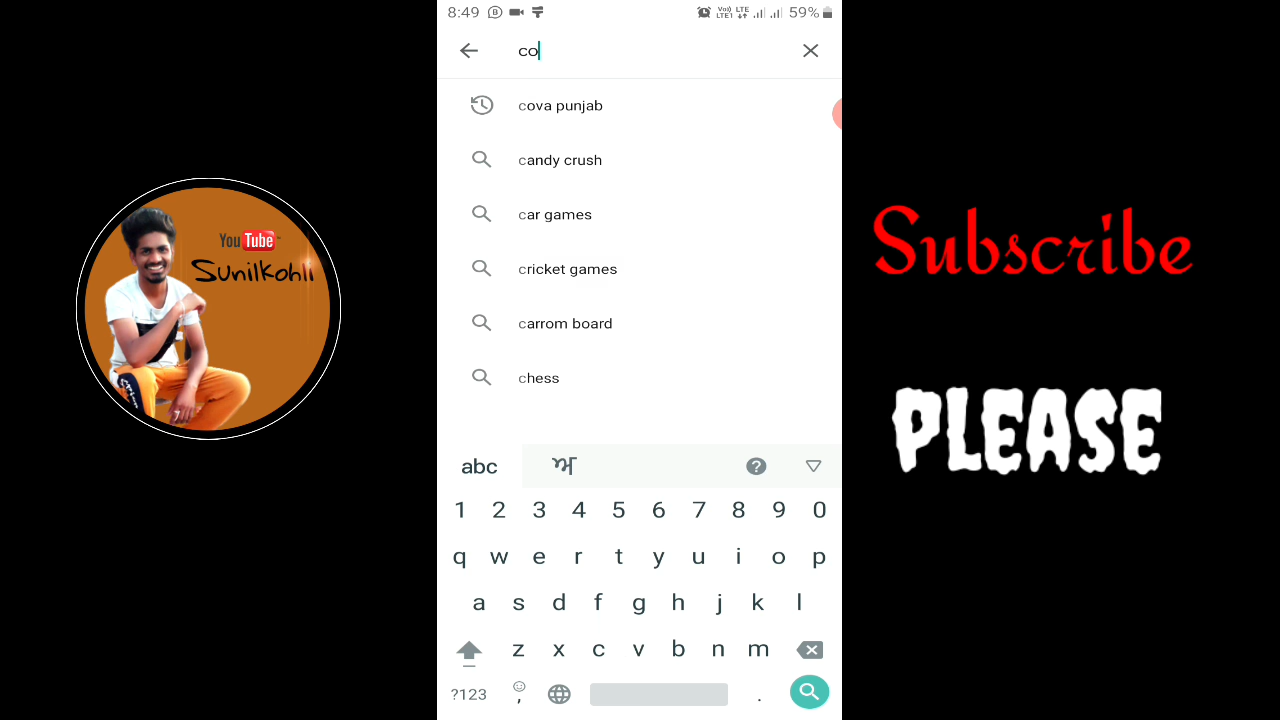 8:49
59%
co
cova punjab
candy crush
car games
cricket games
carrom board
chess
abc ਅ
1 2 3 4 5 6 7 8 9 0
q w e r t y u i o p
a s d f g h j k l
z x c v b n m
?123 , .
YouTube
Sunilkohli
Subscribe
PLEASE